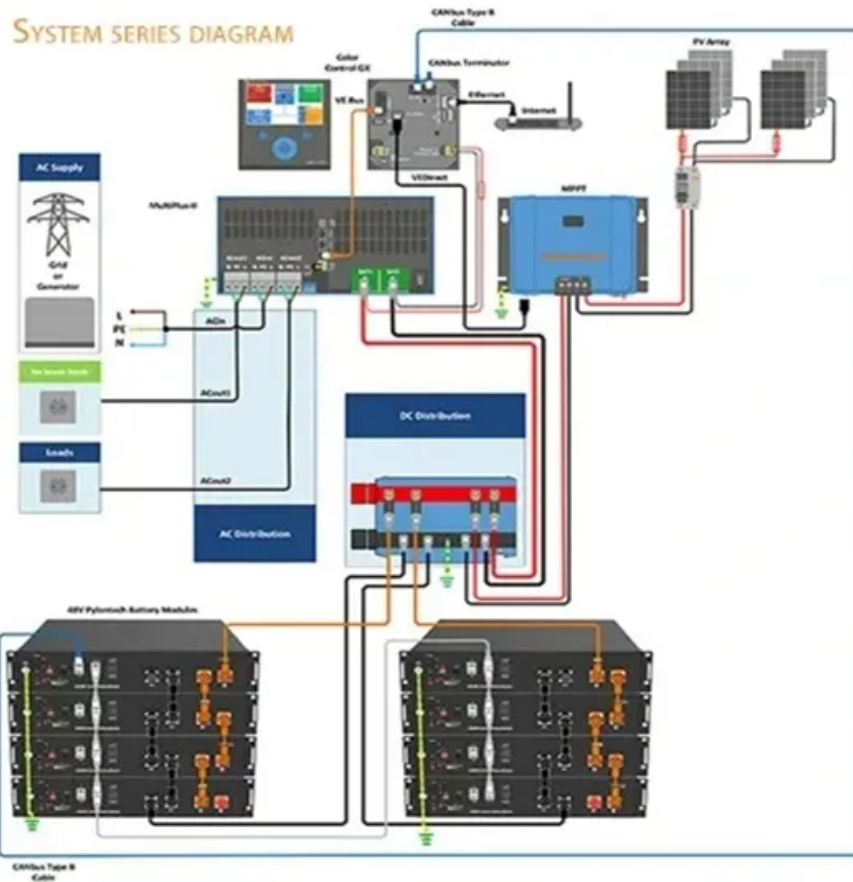 SYSTEM SERIES DIAGRAM
CANbus Type B
Cable
Color
Control GX
CANbus Terminator
PV Array
VE Bus
Ethernet
Internet
AC Supply
VEDirect
MPPT
MultiPlus-II
Grid
or
Generator
L
PE
N
ACin
ACout1
DC Distribution
Loads
ACout2
AC Distribution
48V Pylontech Battery Modules
CANbus Type B
Cable